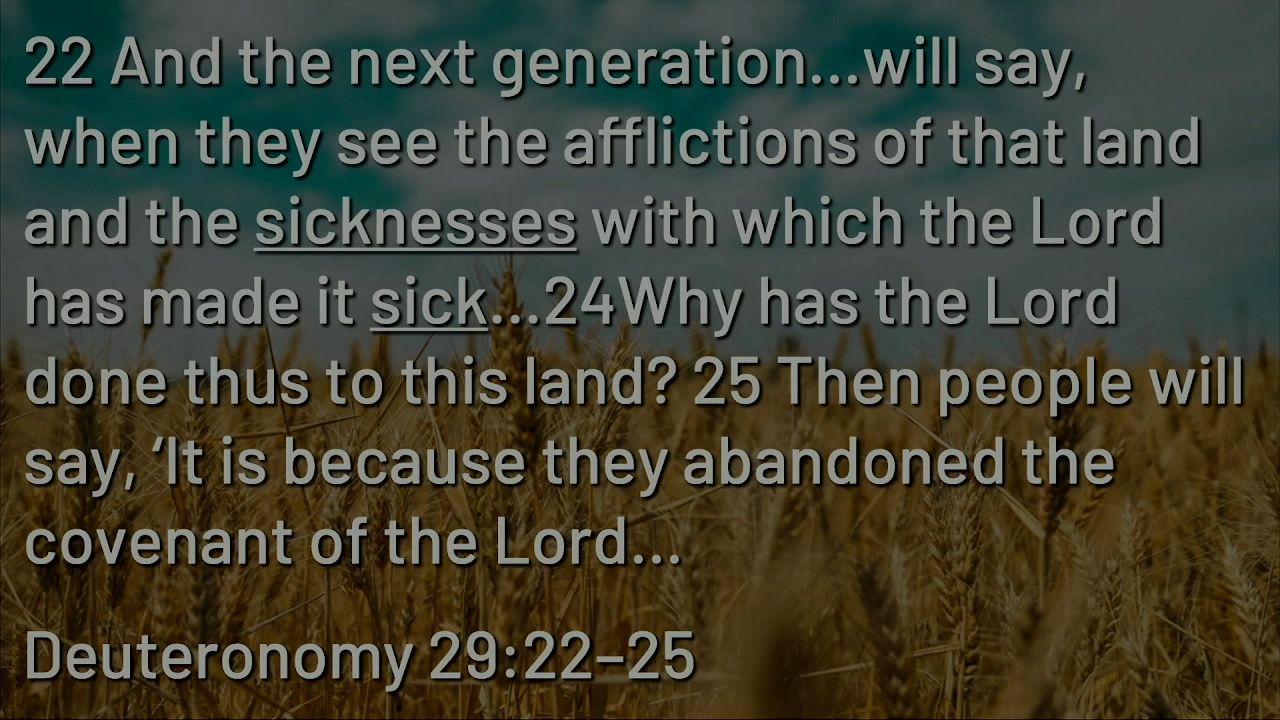 22 And the next generation...will say,
when they see the afflictions of that land
and the sicknesses with which the Lord
has made it sick...24Why has the Lord
done thus to this land? 25 Then people will
say, ‘It is because they abandoned the
covenant of the Lord...
Deuteronomy 29:22–25